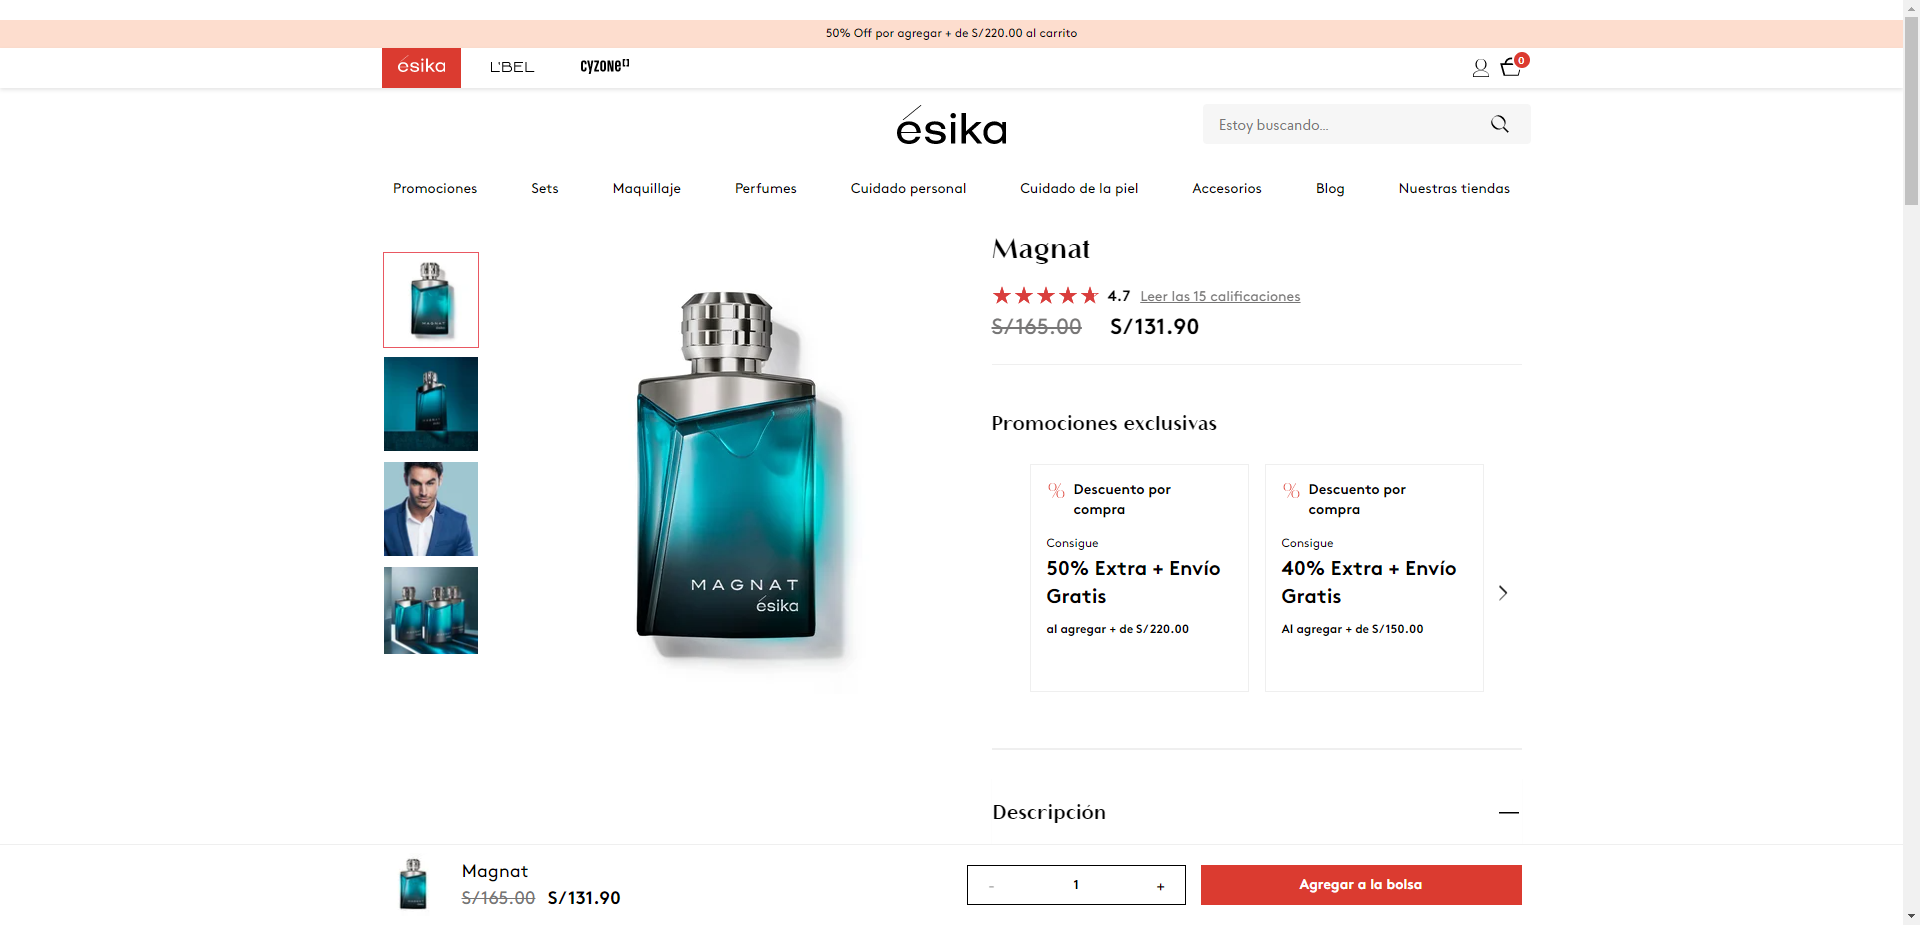 50% Off por agregar + de S/220.00 al carrito
ésika
L'BEL
cyzone[]
0
ésika
Estoy buscando...
Promociones
Sets
Maquillaje
Perfumes
Cuidado personal
Cuidado de la piel
Accesorios
Blog
Nuestras tiendas
MAGNAT
ésika
Magnat
4.7 Leer las 15 calificaciones
S/165.00 S/131.90
Promociones exclusivas
% Descuento por
compra
Consigue
50% Extra + Envío
Gratis
al agregar + de S/220.00
% Descuento por
compra
Consigue
40% Extra + Envío
Gratis
Al agregar + de S/150.00
Descripción
Magnat
S/165.00 S/131.90
- 1 +
Agregar a la bolsa